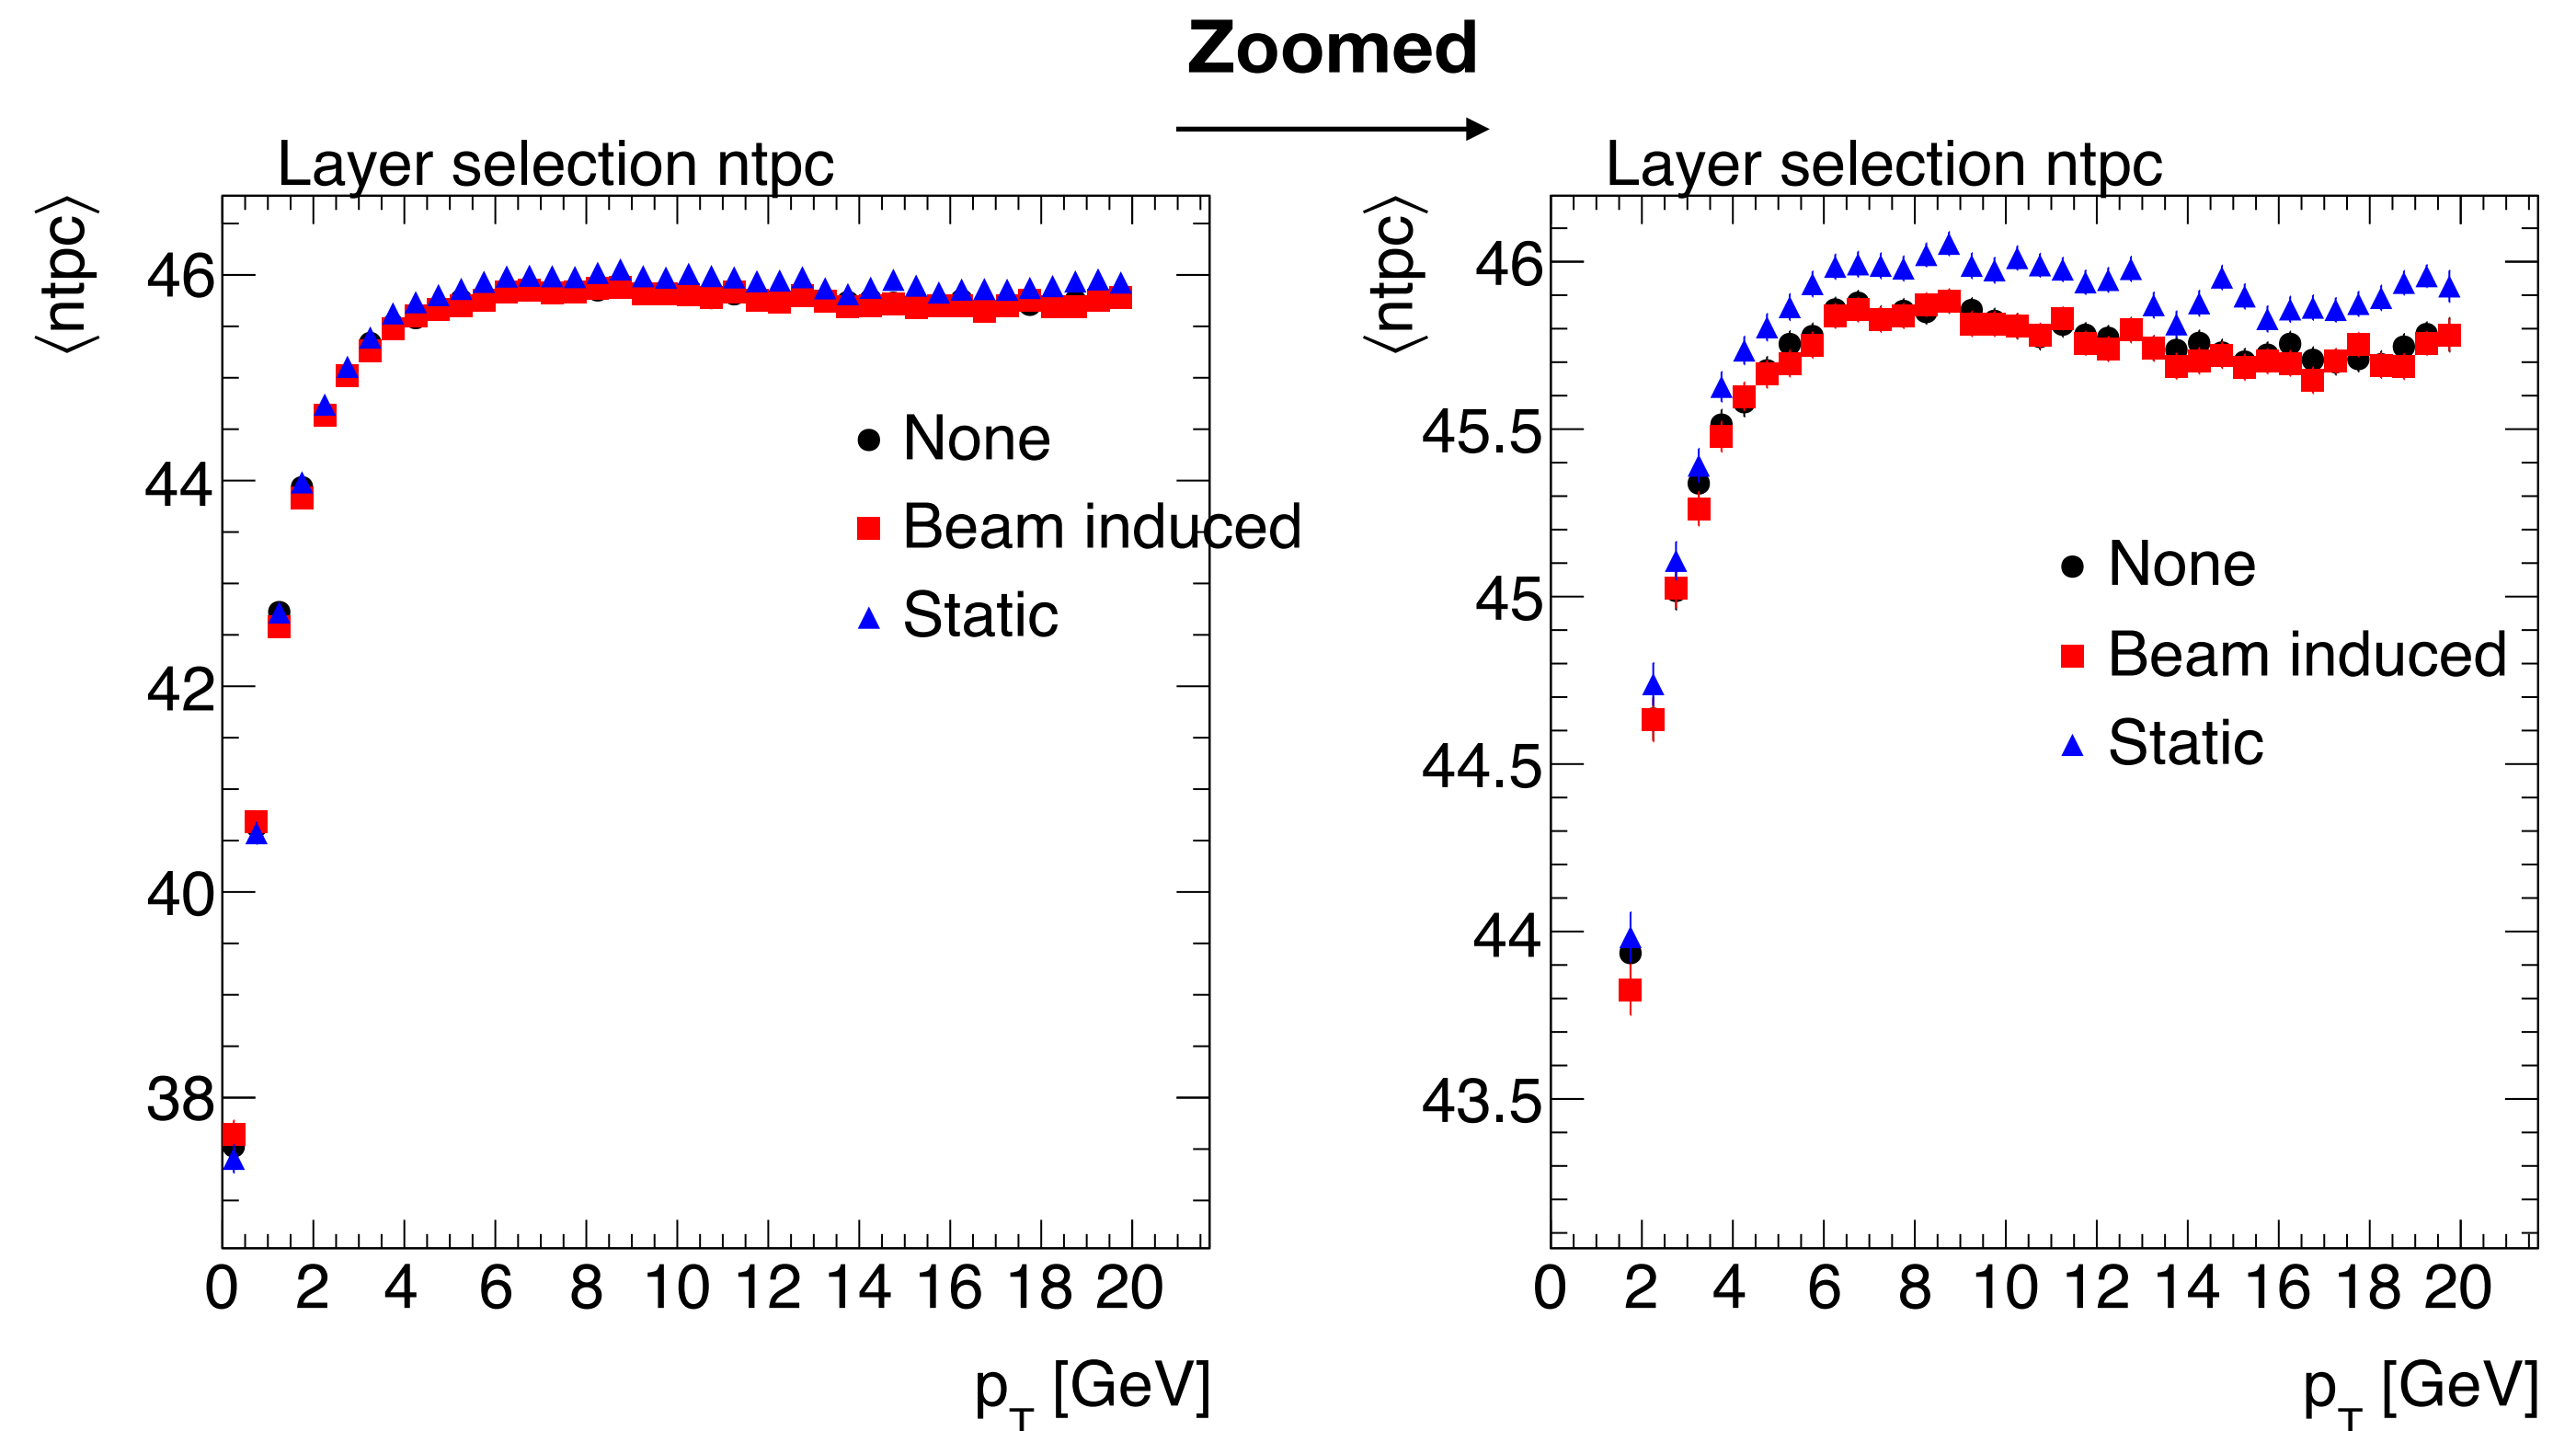 Zoomed
Layer selection ntpc
⟨ntpc⟩
46
44
42
40
38
None
Beam induced
Static
0 2 4 6 8 10 12 14 16 18 20
p_T [GeV]
Layer selection ntpc
⟨ntpc⟩
46
45.5
45
44.5
44
43.5
None
Beam induced
Static
0 2 4 6 8 10 12 14 16 18 20
p_T [GeV]